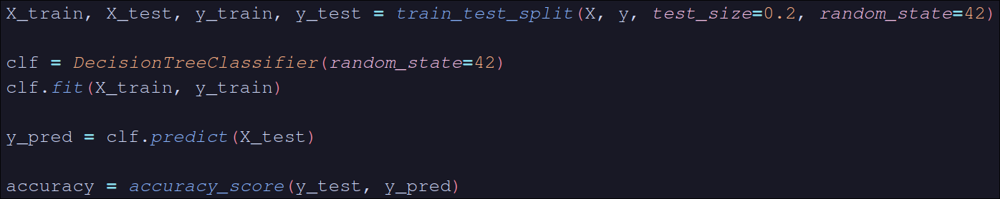 X_train, X_test, y_train, y_test = train_test_split(X, y, test_size=0.2, random_state=42)
clf = DecisionTreeClassifier(random_state=42)
clf.fit(X_train, y_train)
y_pred = clf.predict(X_test)
accuracy = accuracy_score(y_test, y_pred)